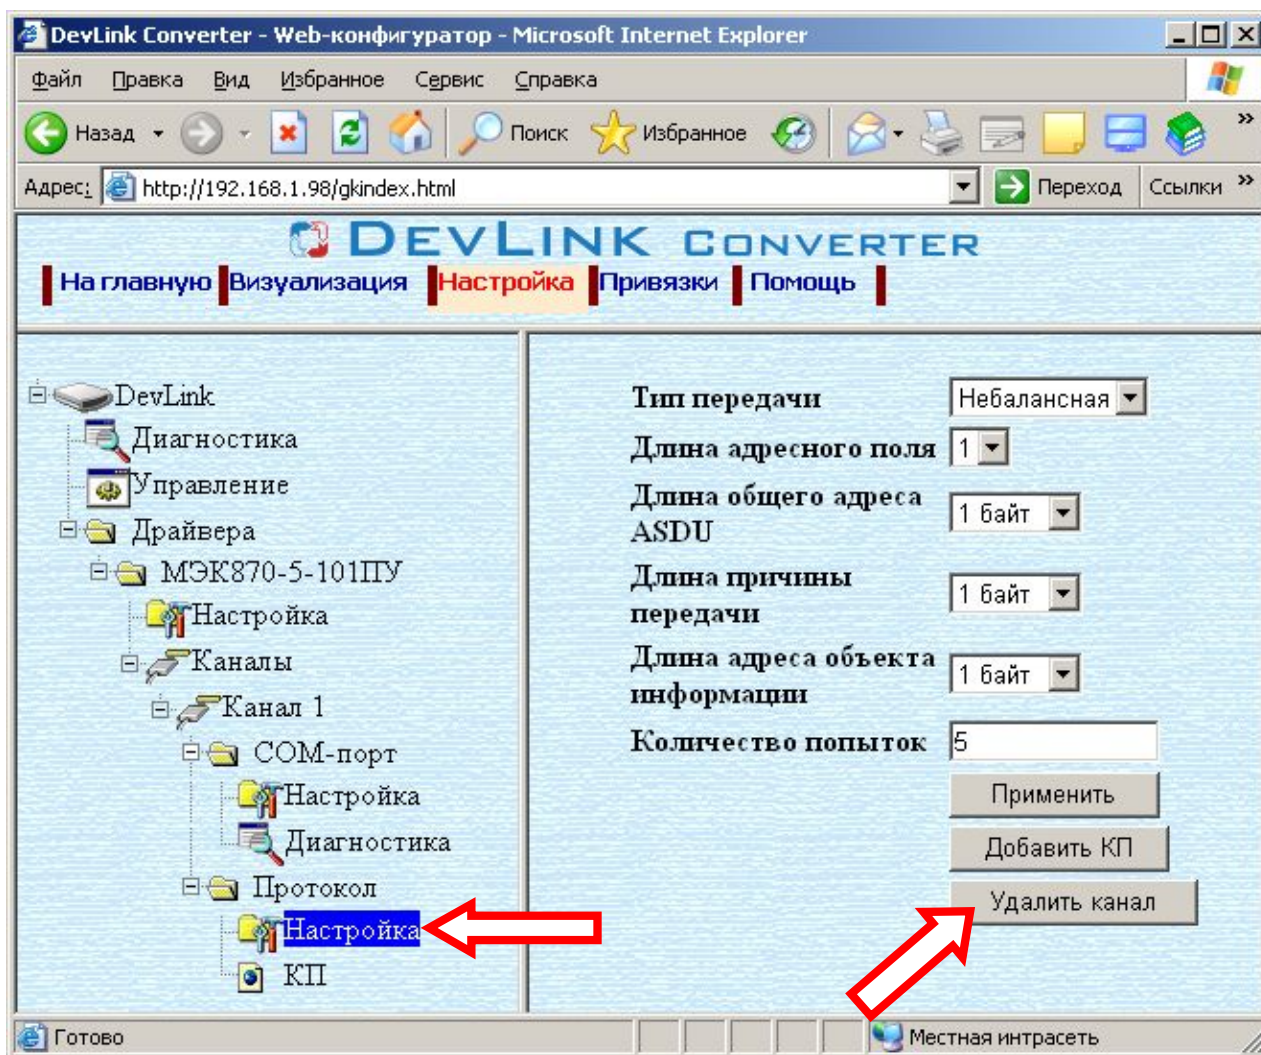 DevLink Converter - Web-конфигуратор - Microsoft Internet Explorer
Файл Правка Вид Избранное Сервис Справка
Назад Поиск Избранное »
Адрес: http://192.168.1.98/gkindex.html Переход Ссылки »
DEVLINK CONVERTER
На главную Визуализация Настройка Привязки Помощь
DevLink
Диагностика
Управление
Драйвера
МЭК870-5-101ПУ
Настройка
Каналы
Канал 1
COM-порт
Настройка
Диагностика
Протокол
Настройка
КП
Тип передачи Небалансная
Длина адресного поля 1
Длина общего адреса
ASDU 1 байт
Длина причины
передачи 1 байт
Длина адреса объекта
информации 1 байт
Количество попыток 5
Применить
Добавить КП
Удалить канал
Готово Местная интрасеть